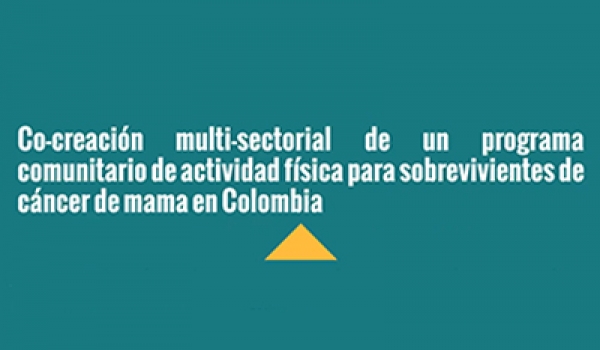 Co-creación multi-sectorial de un programa
comunitario de actividad física para sobrevivientes de
cáncer de mama en Colombia